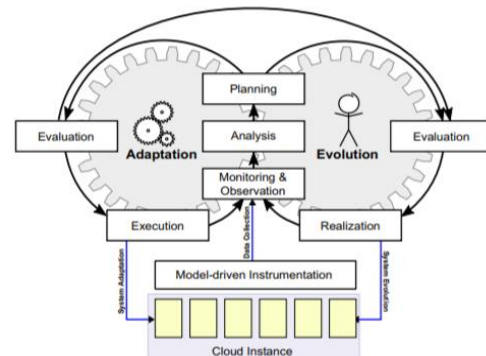 Planning
Evaluation
Adaptation
Analysis
Evolution
Evaluation
Monitoring &
Observation
Execution
Realization
System Adaptation
Data Collection
System Evolution
Model-driven Instrumentation
Cloud Instance